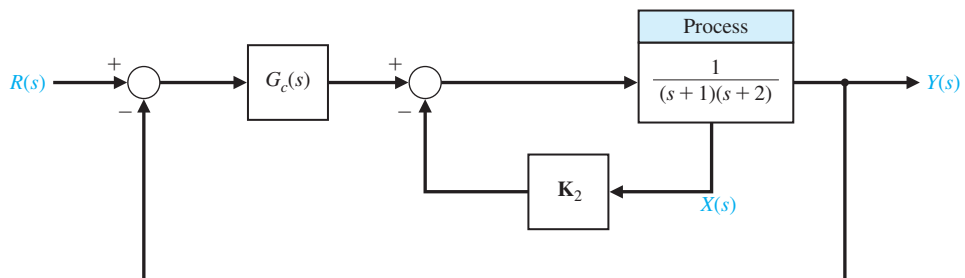 Process
R(s)
+
−
G_c(s)
+
−
1
(s + 1)(s + 2)
Y(s)
K_2
X(s)